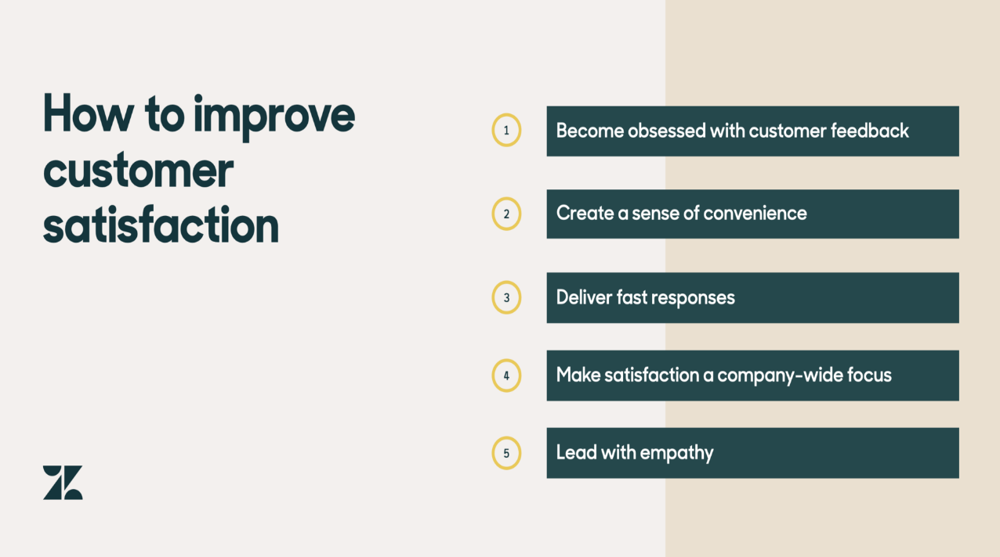 How to improve
customer
satisfaction
1 Become obsessed with customer feedback
2 Create a sense of convenience
3 Deliver fast responses
4 Make satisfaction a company-wide focus
5 Lead with empathy